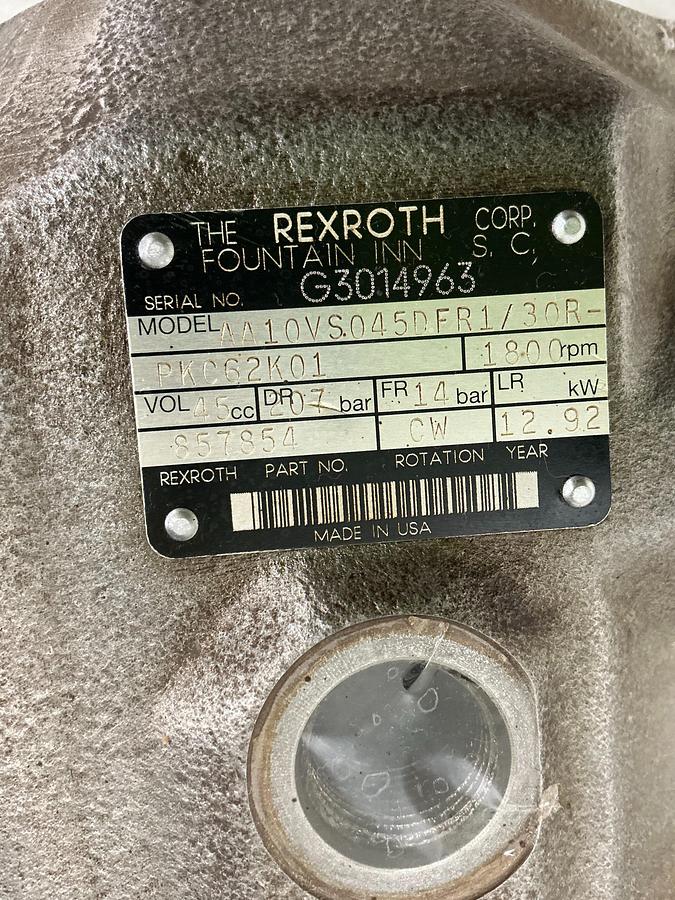 THE REXROTH CORP.
FOUNTAIN INN S. C,
SERIAL NO. G3014963
MODEL AA10VSO45DFR1/30R-
PKC62K01 1800 rpm
VOL 45 cc DR 207 bar FR 14 bar LR kW
857854 CW 12.92
REXROTH PART NO. ROTATION YEAR
MADE IN USA